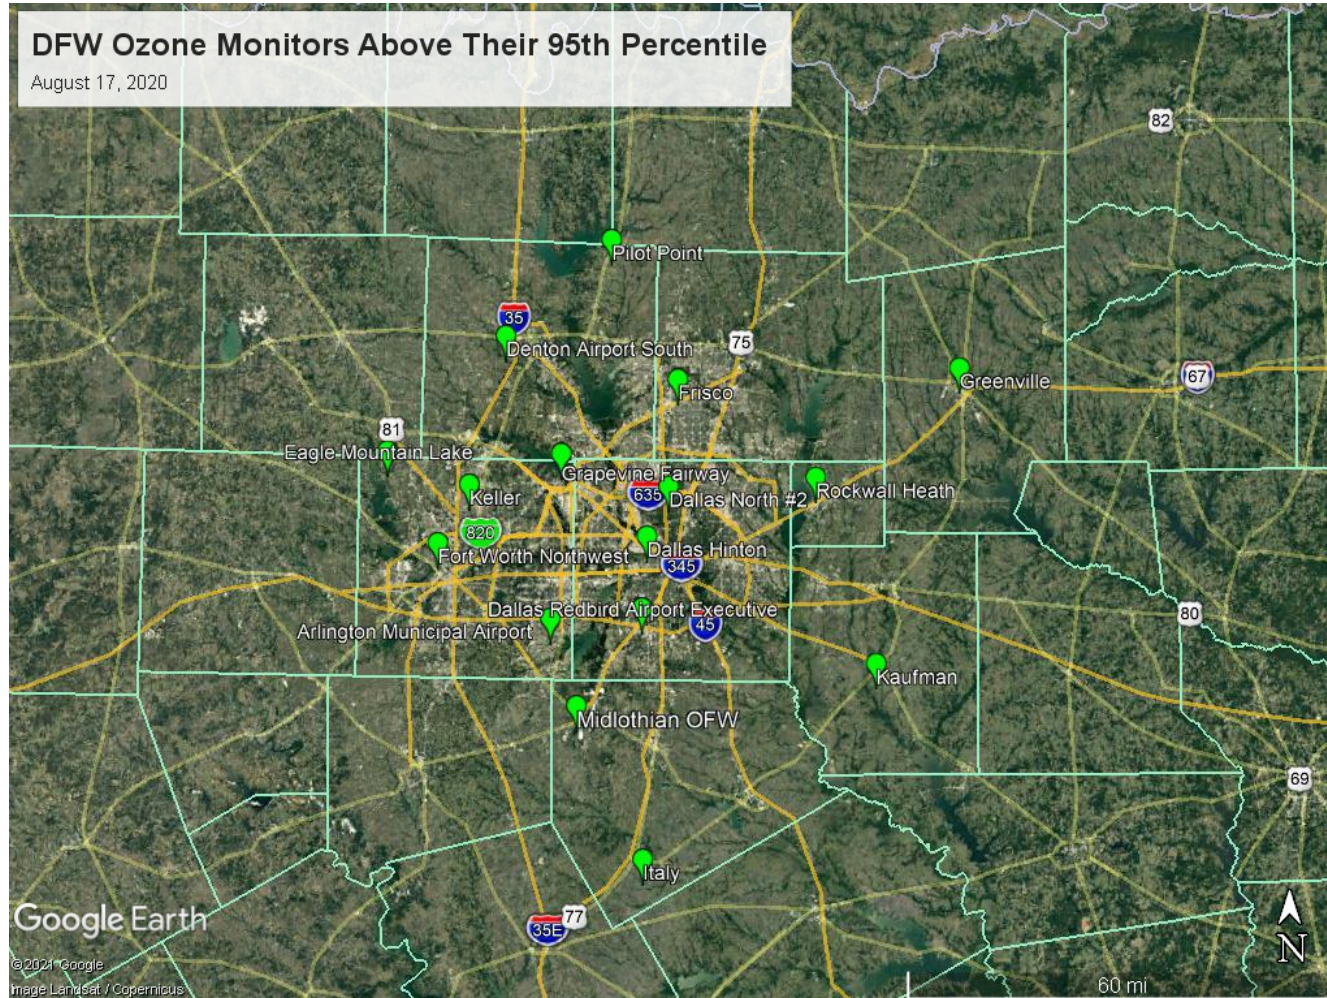 DFW Ozone Monitors Above Their 95th Percentile
August 17, 2020
82
Pilot Point
35
75
Denton Airport South
67
Greenville
Frisco
81
Eagle Mountain Lake
Grapevine Fairway
Keller
635
Dallas North #2
Rockwall Heath
820
Fort Worth Northwest
Dallas Hinton
345
Dallas Redbird Airport Executive
80
Arlington Municipal Airport
45
Kaufman
Midlothian OFW
69
Italy
Google Earth
77
35E
N
©2021 Google
Image Landsat / Copernicus
60 mi